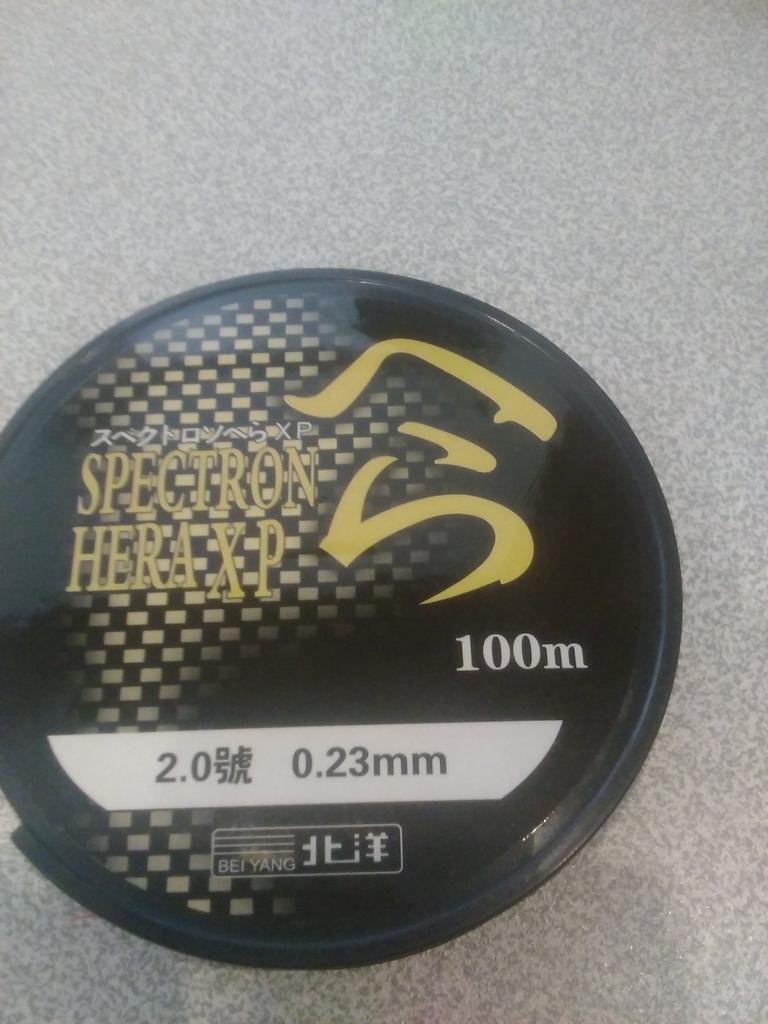 へら
スペクトロンへらXP
SPECTRON
HERA XP
100m
2.0號 0.23mm
BEI YANG 北洋